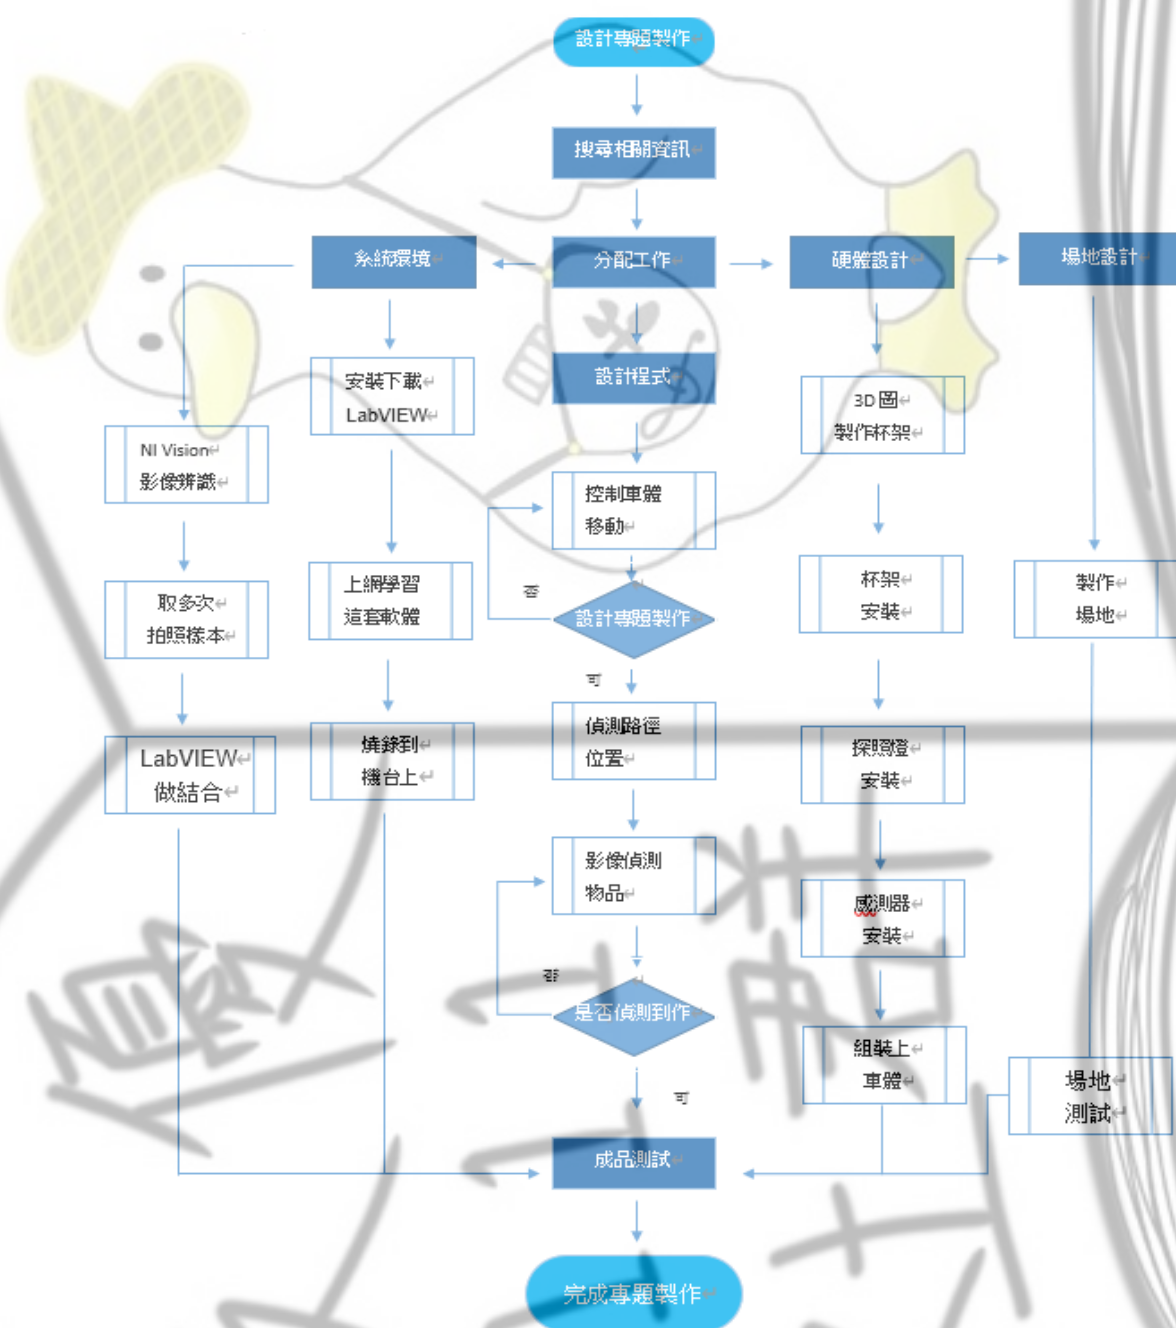 設計專題製作
搜尋相關資訊
系統環境
分配工作
硬體設計
場地設計
設計程式
安裝下載
LabVIEW
3D 圖
製作杯架
NI Vision
影像辨識
控制車體
移動
上網學習
這套軟體
杯架
安裝
製作
場地
取多次
拍照樣本
否
設計專題製作
可
偵測路徑
位置
燒錄到
機台上
LabVIEW
做結合
探照燈
安裝
影像偵測
物品
感測器
安裝
否
是否偵測到作
可
組裝上
車體
場地
測試
成品測試
完成專題製作